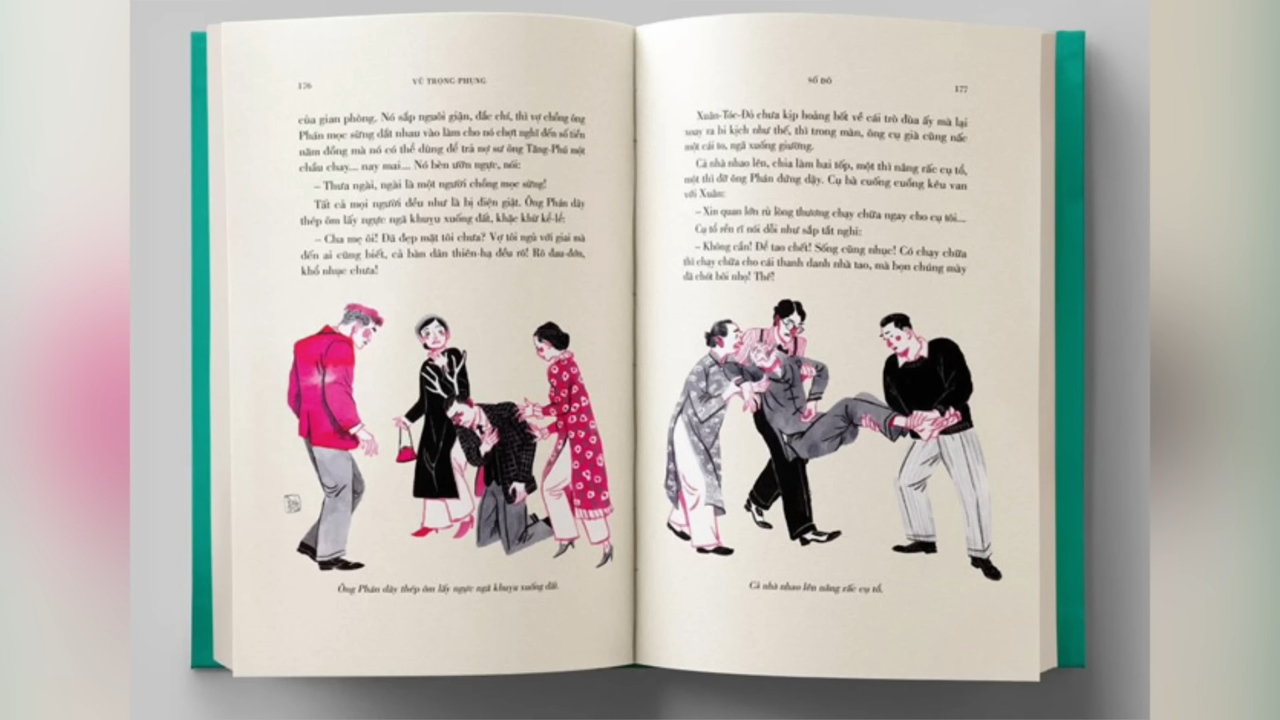 176
VŨ TRỌNG PHỤNG
của gian phòng. Nó sắp nguôi giận, đắc chí, thì vợ chồng ông
Phán mọc sừng dắt nhau vào làm cho nó chợt nghĩ đến số tiền
năm đồng mà nó có thể dùng để trả nợ sư ông Tăng-Phú một
chầu chay... nay mai... Nó bèn ưỡn ngực, nói:
– Thưa ngài, ngài là một người chồng mọc sừng!
Tất cả mọi người đều như là bị điện giật. Ông Phán dây
thép ôm lấy ngực ngã khuỵu xuống đất, khặc khừ kể-lể:
– Cha mẹ ôi! Đã đẹp mặt tôi chưa? Vợ tôi ngủ với giai mà
đến ai cũng biết, cả bàn dân thiên-hạ đều rõ! Rõ đau-đớn,
khổ nhục chưa!
Ông Phán dây thép ôm lấy ngực ngã khuỵu xuống đất.
SỐ ĐỎ
177
Xuân-Tóc-Đỏ chưa kịp hoảng hốt về cái trò đùa ấy mà lại
xoay ra bi kịch như thế, thì trong màn, ông cụ già cũng nấc
một cái to, ngã xuống giường.
Cả nhà nhao lên, chia làm hai tốp, một thì nâng rấc cụ tổ,
một thì đỡ ông Phán đứng dậy. Cụ bà cuống cuồng kêu van
với Xuân:
– Xin quan lớn rủ lòng thương chạy chữa ngay cho cụ tôi...
Cụ tổ rền rĩ nói dỗi như sắp tắt nghỉ:
– Không cần! Để tao chết! Sống cũng nhục! Có chạy chữa
thì chạy chữa cho cái thanh danh nhà tao, mà bọn chúng mày
đã chót bôi nhọ! Thế!
Cả nhà nhao lên nâng rấc cụ tổ.